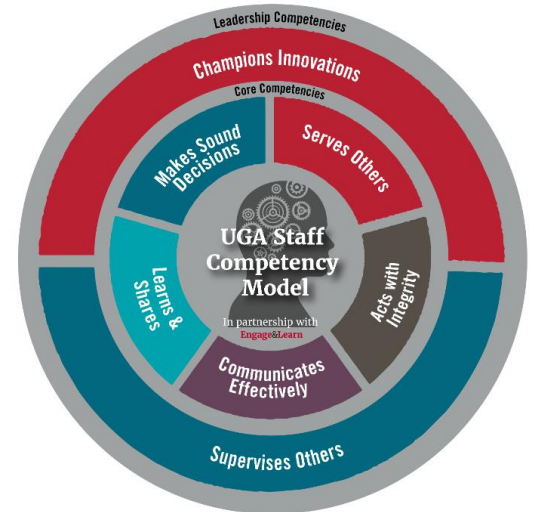 Leadership Competencies
Champions Innovations
Core Competencies
Makes Sound
Decisions
Serves Others
UGA Staff
Competency
Model
In partnership with
Engage&Learn
Learns &
Shares
Acts with
Integrity
Communicates
Effectively
Supervises Others